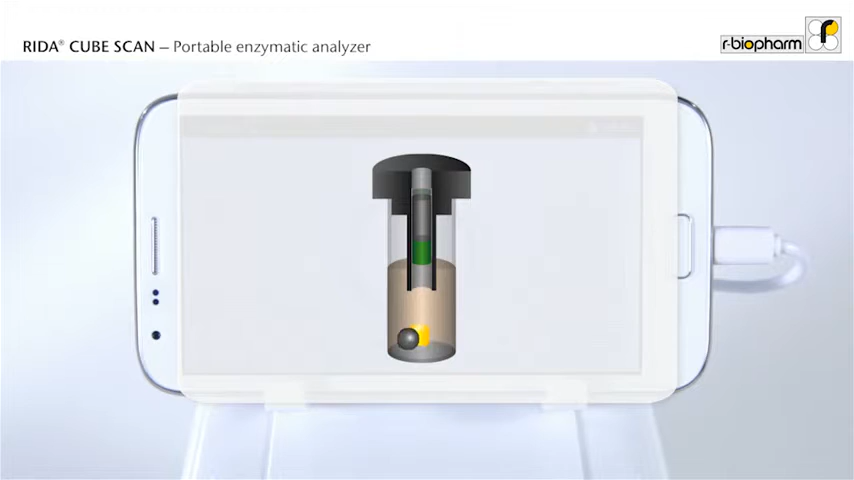 RIDA® CUBE SCAN – Portable enzymatic analyzer
r-biopharm